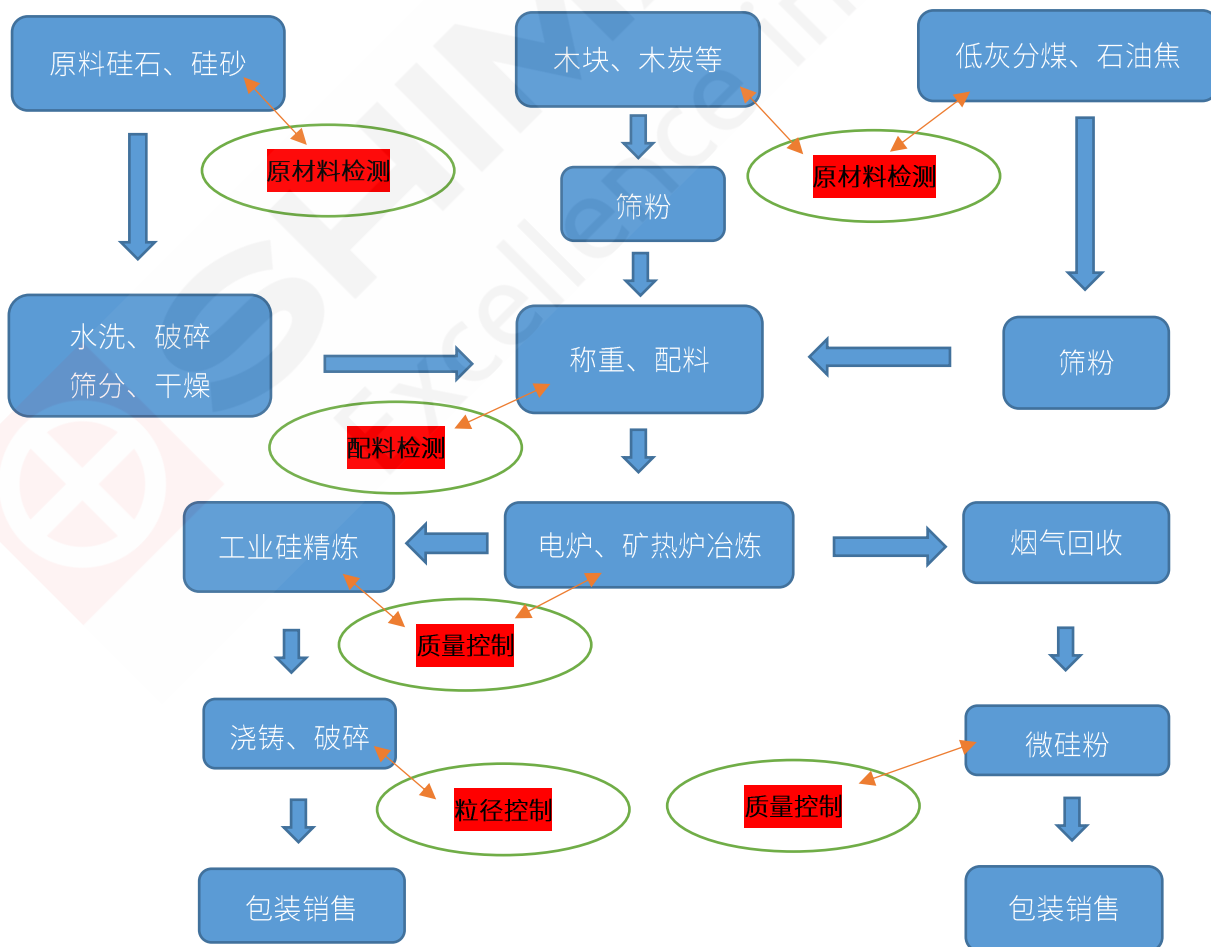 原料硅石、硅砂
木块、木炭等
低灰分煤、石油焦
原材料检测
原材料检测
筛粉
水洗、破碎
筛分、干燥
称重、配料
筛粉
配料检测
工业硅精炼
电炉、矿热炉冶炼
烟气回收
质量控制
浇铸、破碎
微硅粉
粒径控制
质量控制
包装销售
包装销售
SHIM
Excellence in